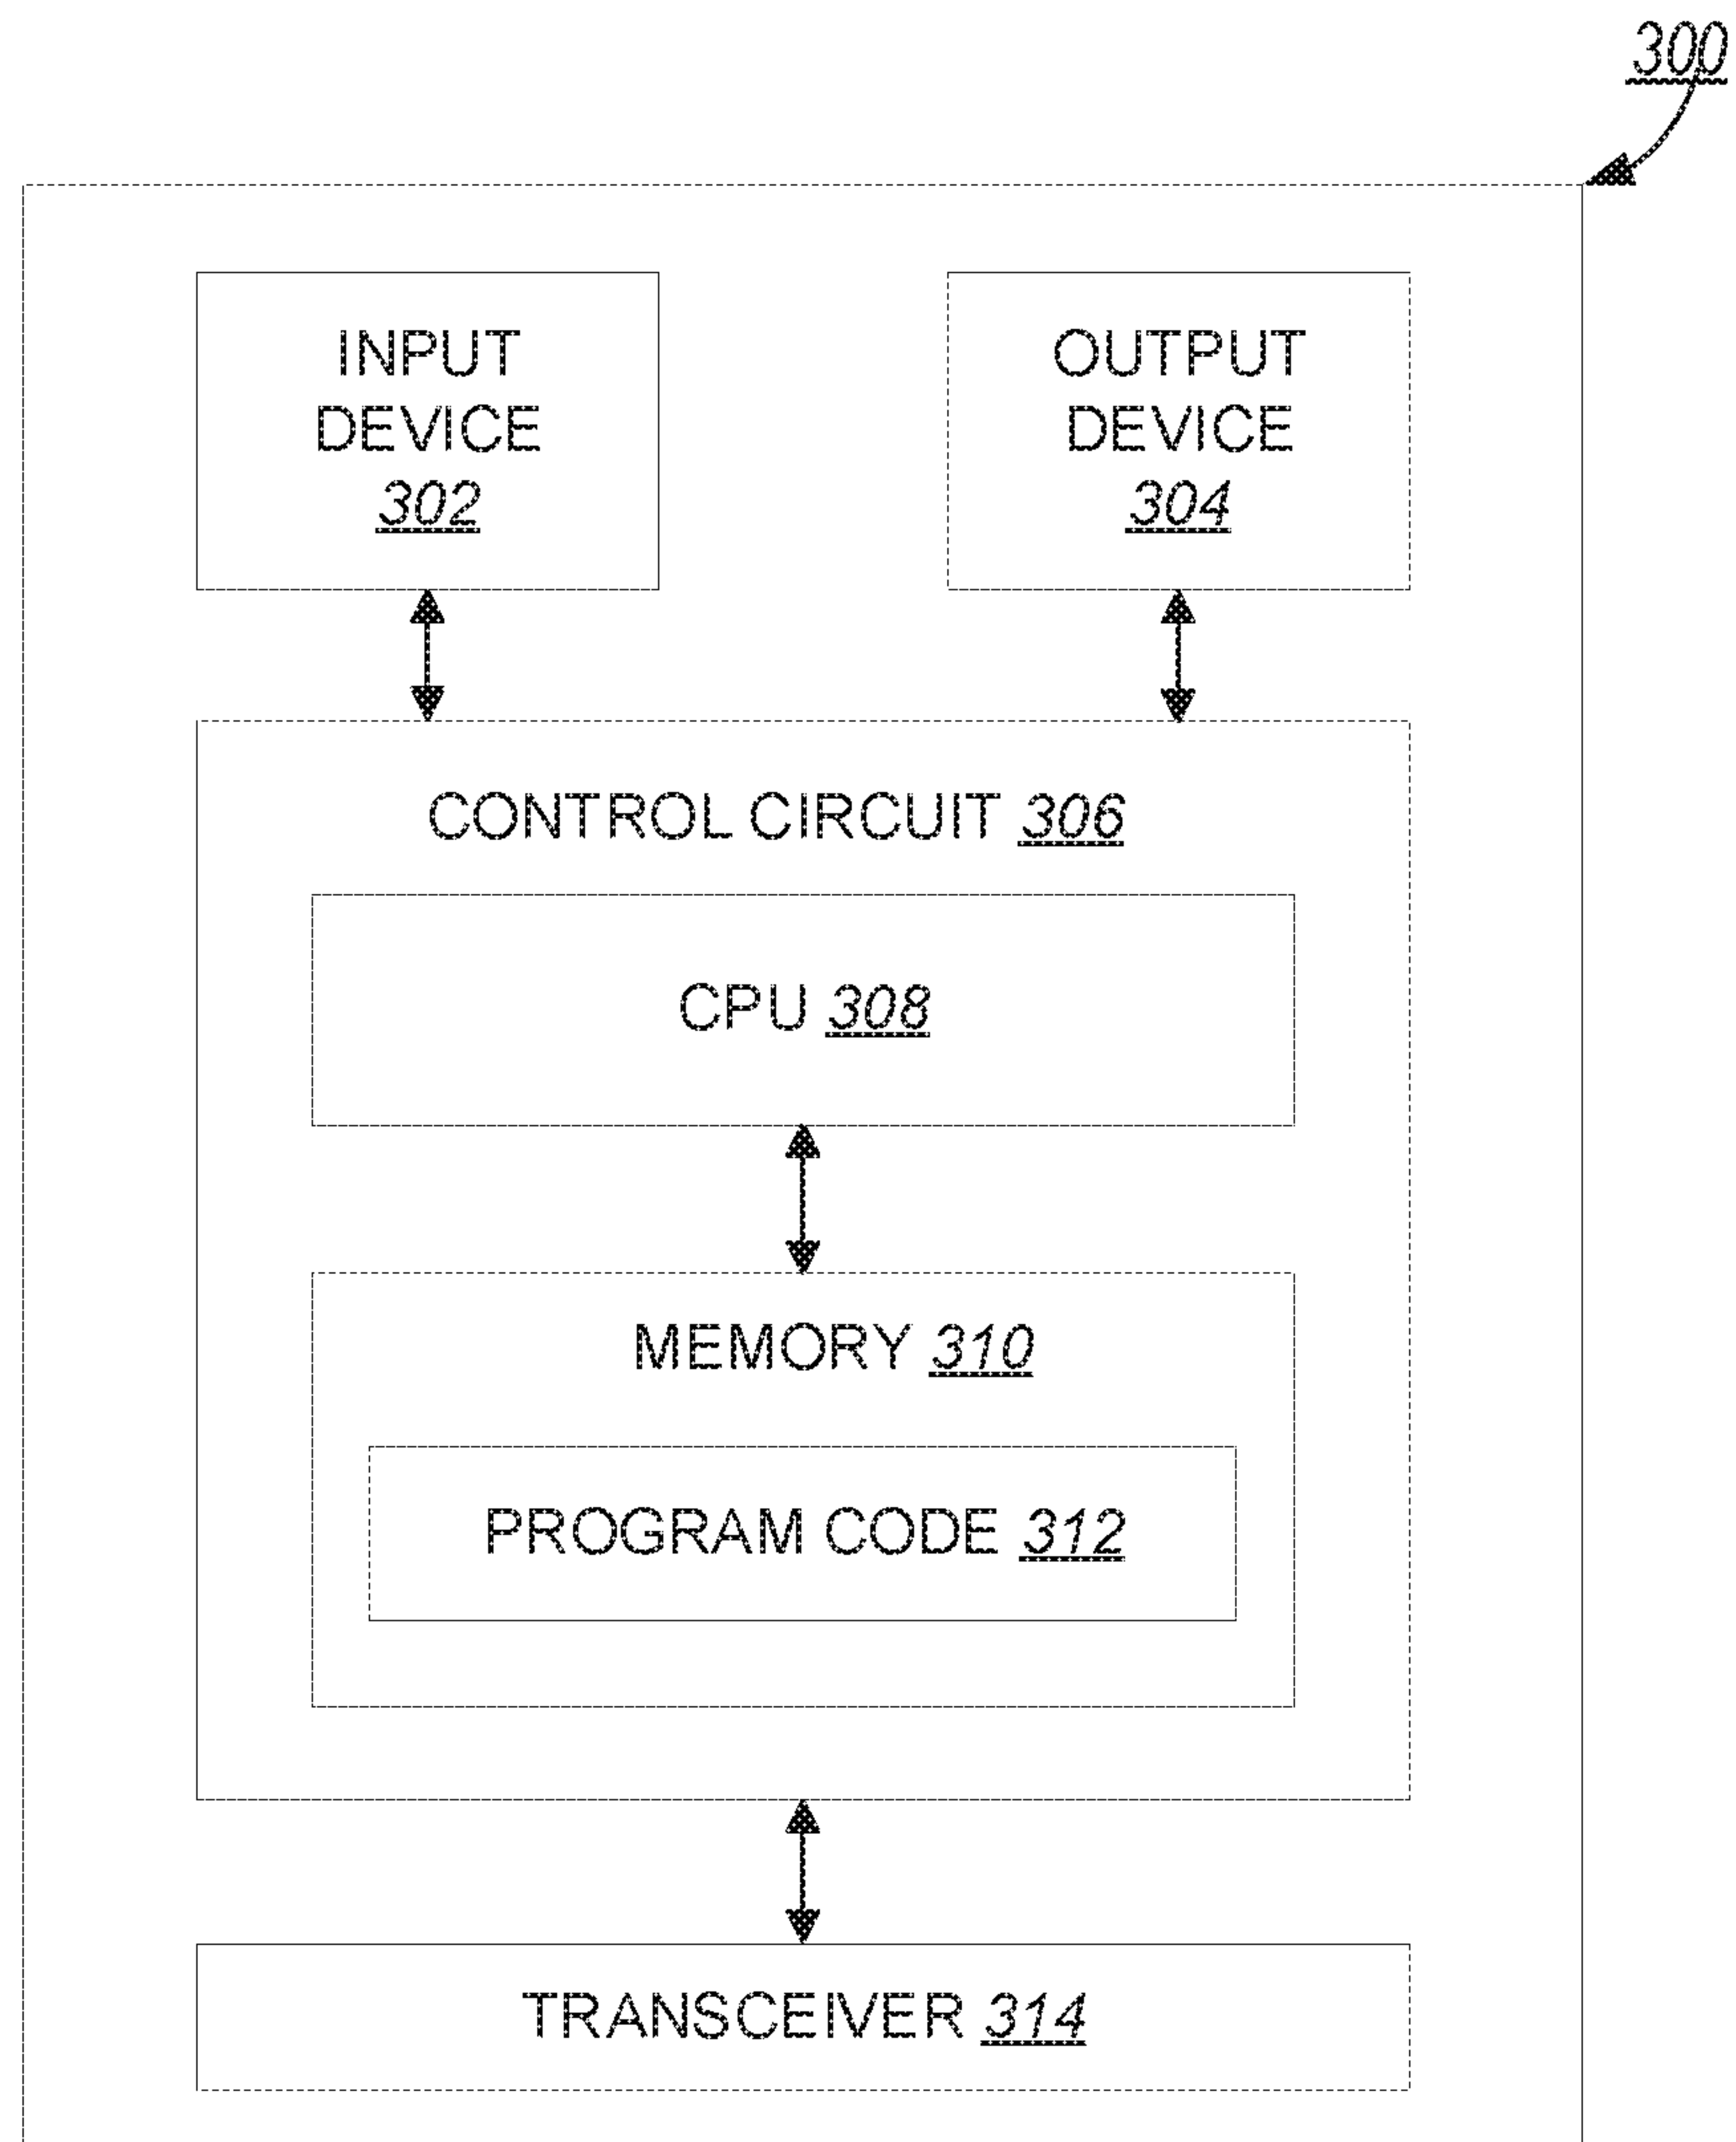 300
INPUT
DEVICE
302
OUTPUT
DEVICE
304
CONTROL CIRCUIT 306
CPU 308
MEMORY 310
PROGRAM CODE 312
TRANSCEIVER 314